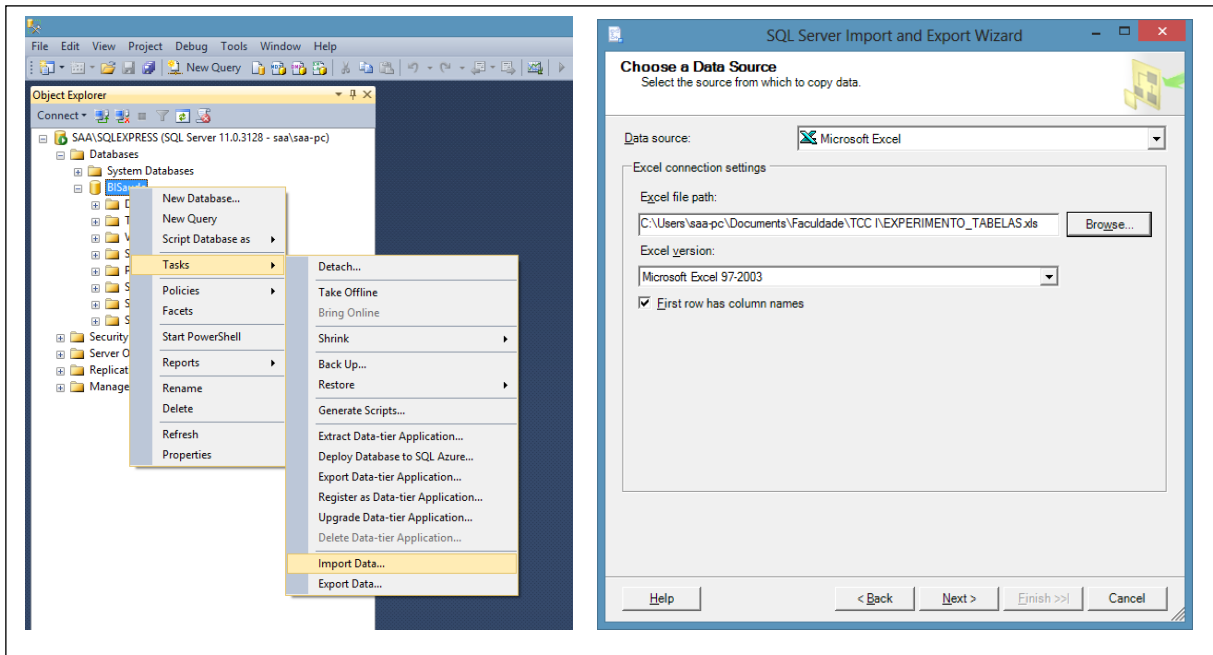 File Edit View Project Debug Tools Window Help
New Query
Object Explorer
Connect
SAA\SQLEXPRESS (SQL Server 11.0.3128 - saa\saa-pc)
Databases
System Databases
Security
New Database...
New Query
Script Database as
Tasks
Policies
Facets
Start PowerShell
Reports
Rename
Delete
Refresh
Properties
Detach...
Take Offline
Bring Online
Shrink
Back Up...
Restore
Generate Scripts...
Extract Data-tier Application...
Deploy Database to SQL Azure...
Export Data-tier Application...
Register as Data-tier Application...
Upgrade Data-tier Application...
Delete Data-tier Application...
Import Data...
Export Data...
SQL Server Import and Export Wizard
Choose a Data Source
Select the source from which to copy data.
Data source: Microsoft Excel
Excel connection settings
Excel file path:
C:\Users\saa-pc\Documents\Faculdade\TCC I\EXPERIMENTO_TABELAS.xls Browse...
Excel version:
Microsoft Excel 97-2003
First row has column names
Help < Back Next > Finish >>| Cancel